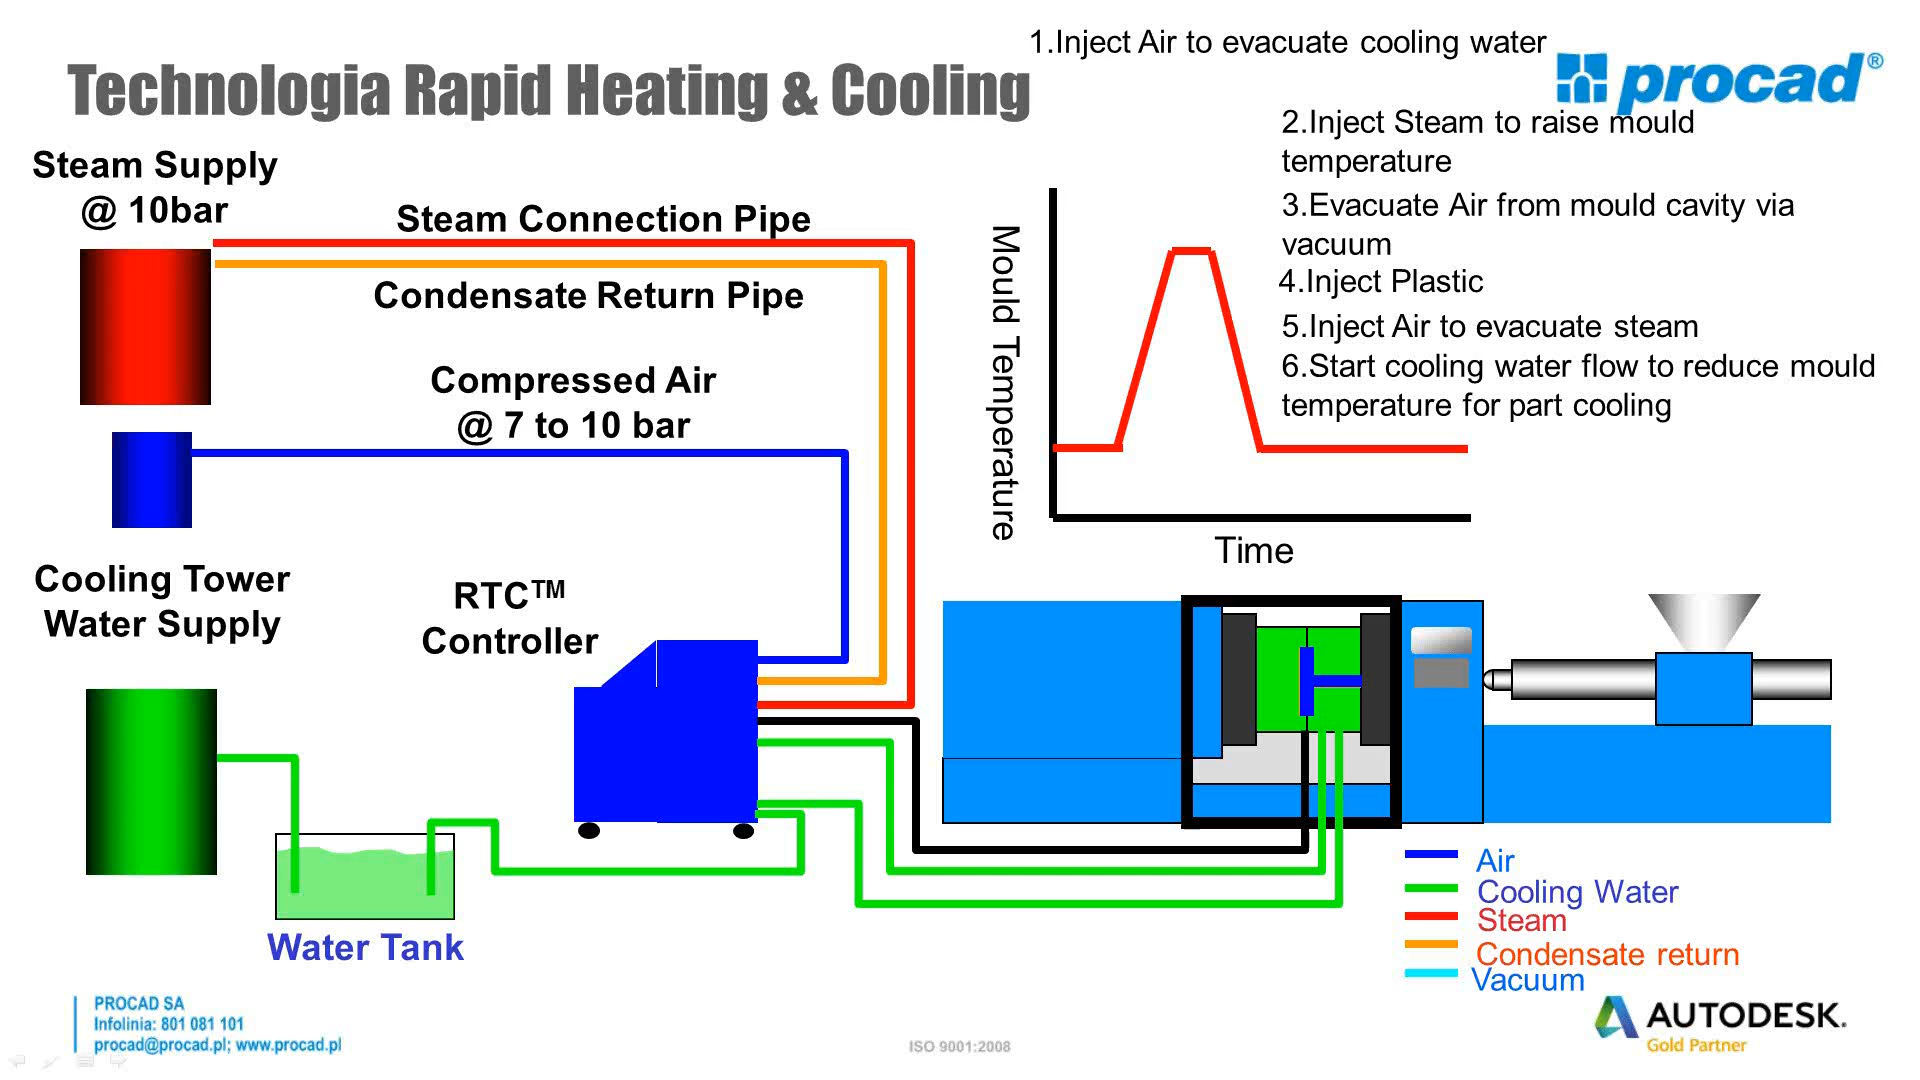 1.Inject Air to evacuate cooling water
Technologia Rapid Heating & Cooling
procad®
2.Inject Steam to raise mould
temperature
3.Evacuate Air from mould cavity via
vacuum
4.Inject Plastic
5.Inject Air to evacuate steam
6.Start cooling water flow to reduce mould
temperature for part cooling
Steam Supply
@ 10bar
Steam Connection Pipe
Condensate Return Pipe
Compressed Air
@ 7 to 10 bar
Mould Temperature
Time
Cooling Tower
Water Supply
RTC™
Controller
Water Tank
Air
Cooling Water
Steam
Condensate return
Vacuum
PROCAD SA
Infolinia: 801 081 101
procad@procad.pl; www.procad.pl
ISO 9001:2008
AUTODESK.
Gold Partner